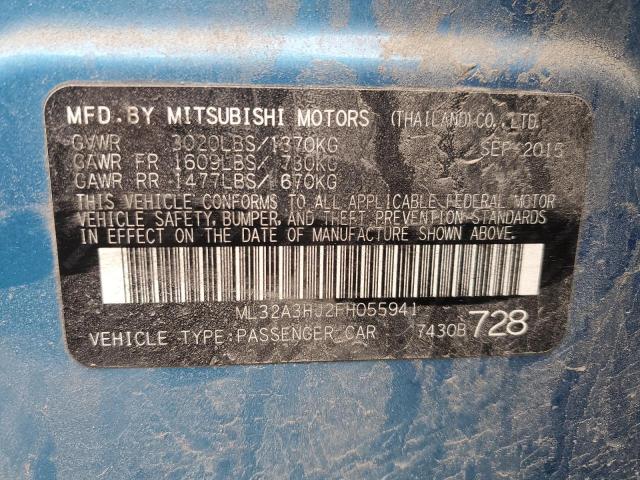 MFD.BY MITSUBISHI MOTORS (THAILAND)CO.,LTD.
GVWR 3020LBS/1370KG SEP 2015
GAWR FR 1609LBS/ 730KG
GAWR RR 1477LBS/ 670KG
THIS VEHICLE CONFORMS TO ALL APPLICABLE FEDERAL MOTOR
VEHICLE SAFETY, BUMPER, AND THEFT PREVENTION STANDARDS
IN EFFECT ON THE DATE OF MANUFACTURE SHOWN ABOVE.
ML32A3HJ2FH055941
VEHICLE TYPE:PASSENGER CAR 7430B 728